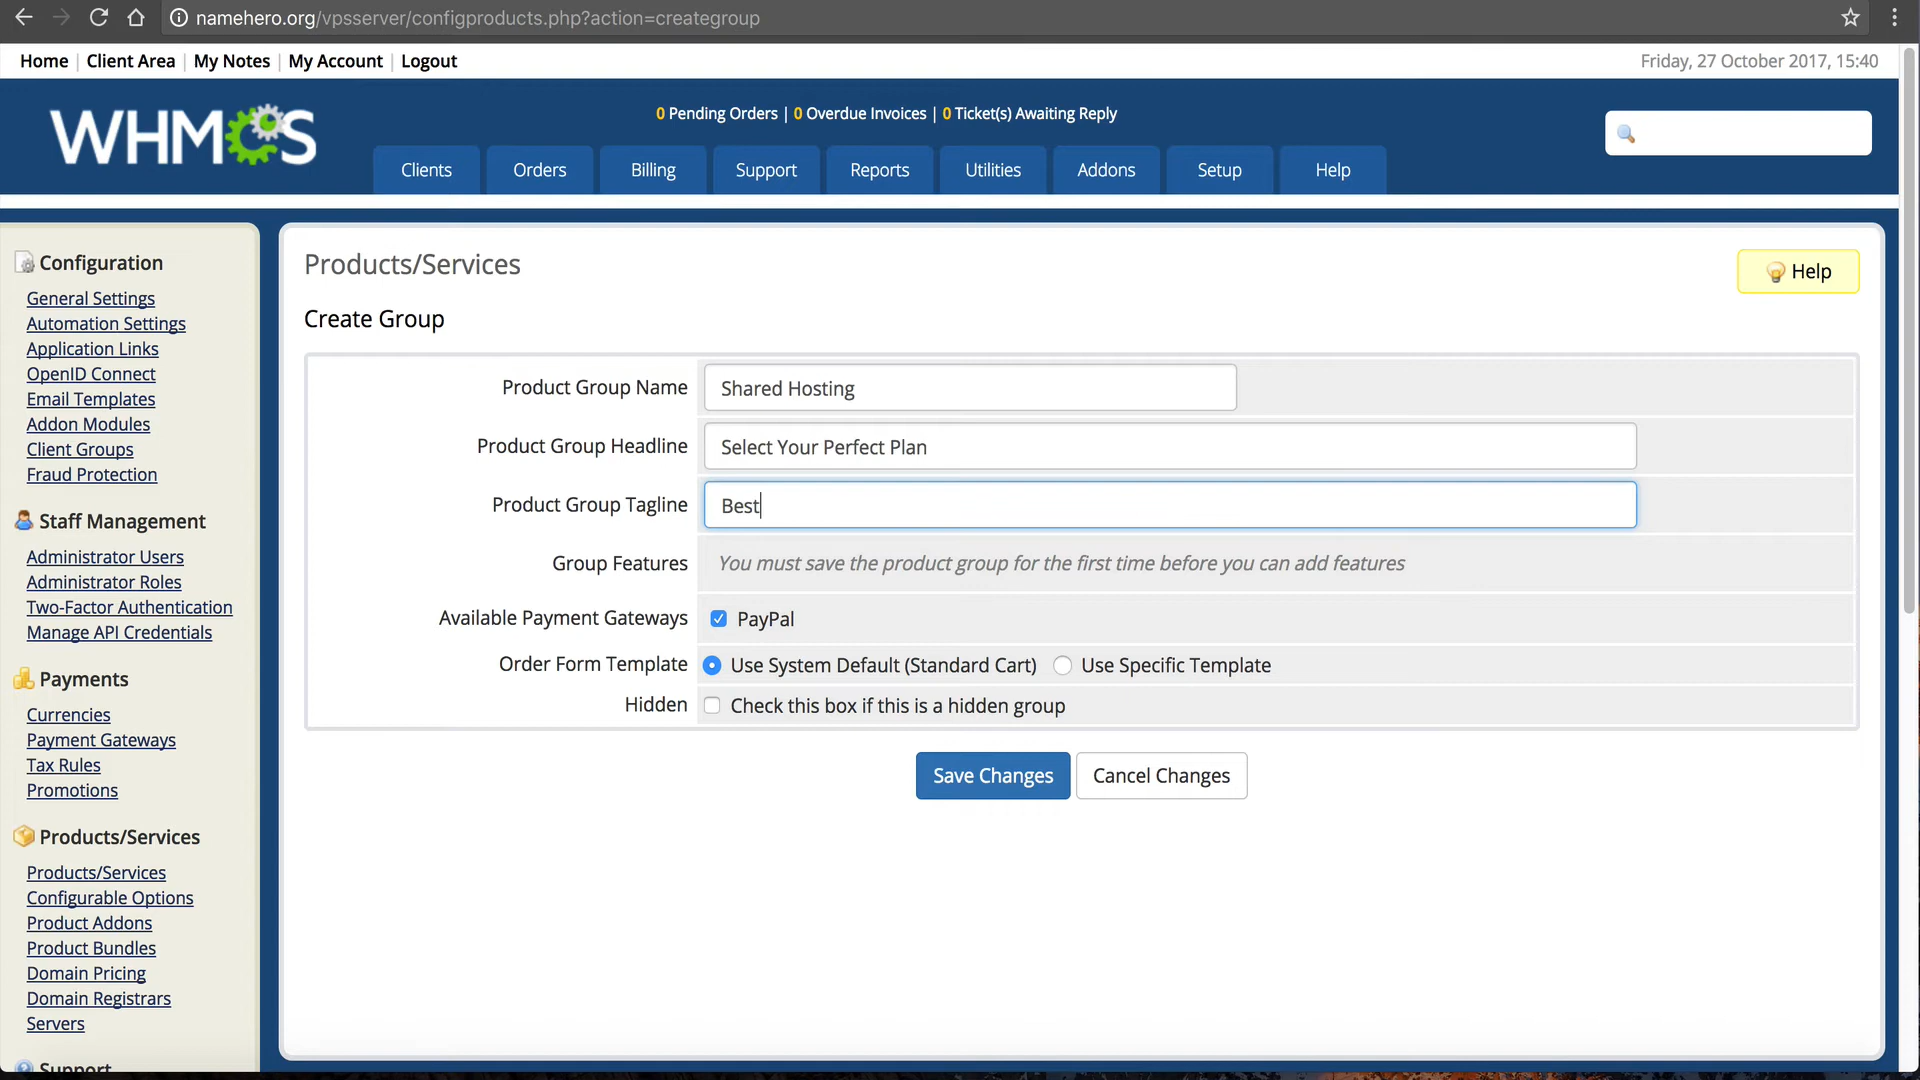 namehero.org/vpsserver/configproducts.php?action=creategroup
Home | Client Area | My Notes | My Account | Logout
Friday, 27 October 2017, 15:40
WHMCS
0 Pending Orders | 0 Overdue Invoices | 0 Ticket(s) Awaiting Reply
Clients Orders Billing Support Reports Utilities Addons Setup Help
Configuration
General Settings
Automation Settings
Application Links
OpenID Connect
Email Templates
Addon Modules
Client Groups
Fraud Protection
Staff Management
Administrator Users
Administrator Roles
Two-Factor Authentication
Manage API Credentials
Payments
Currencies
Payment Gateways
Tax Rules
Promotions
Products/Services
Products/Services
Configurable Options
Product Addons
Product Bundles
Domain Pricing
Domain Registrars
Servers
Support
Products/Services
Help
Create Group
Product Group Name Shared Hosting
Product Group Headline Select Your Perfect Plan
Product Group Tagline Best
Group Features You must save the product group for the first time before you can add features
Available Payment Gateways PayPal
Order Form Template Use System Default (Standard Cart) Use Specific Template
Hidden Check this box if this is a hidden group
Save Changes Cancel Changes